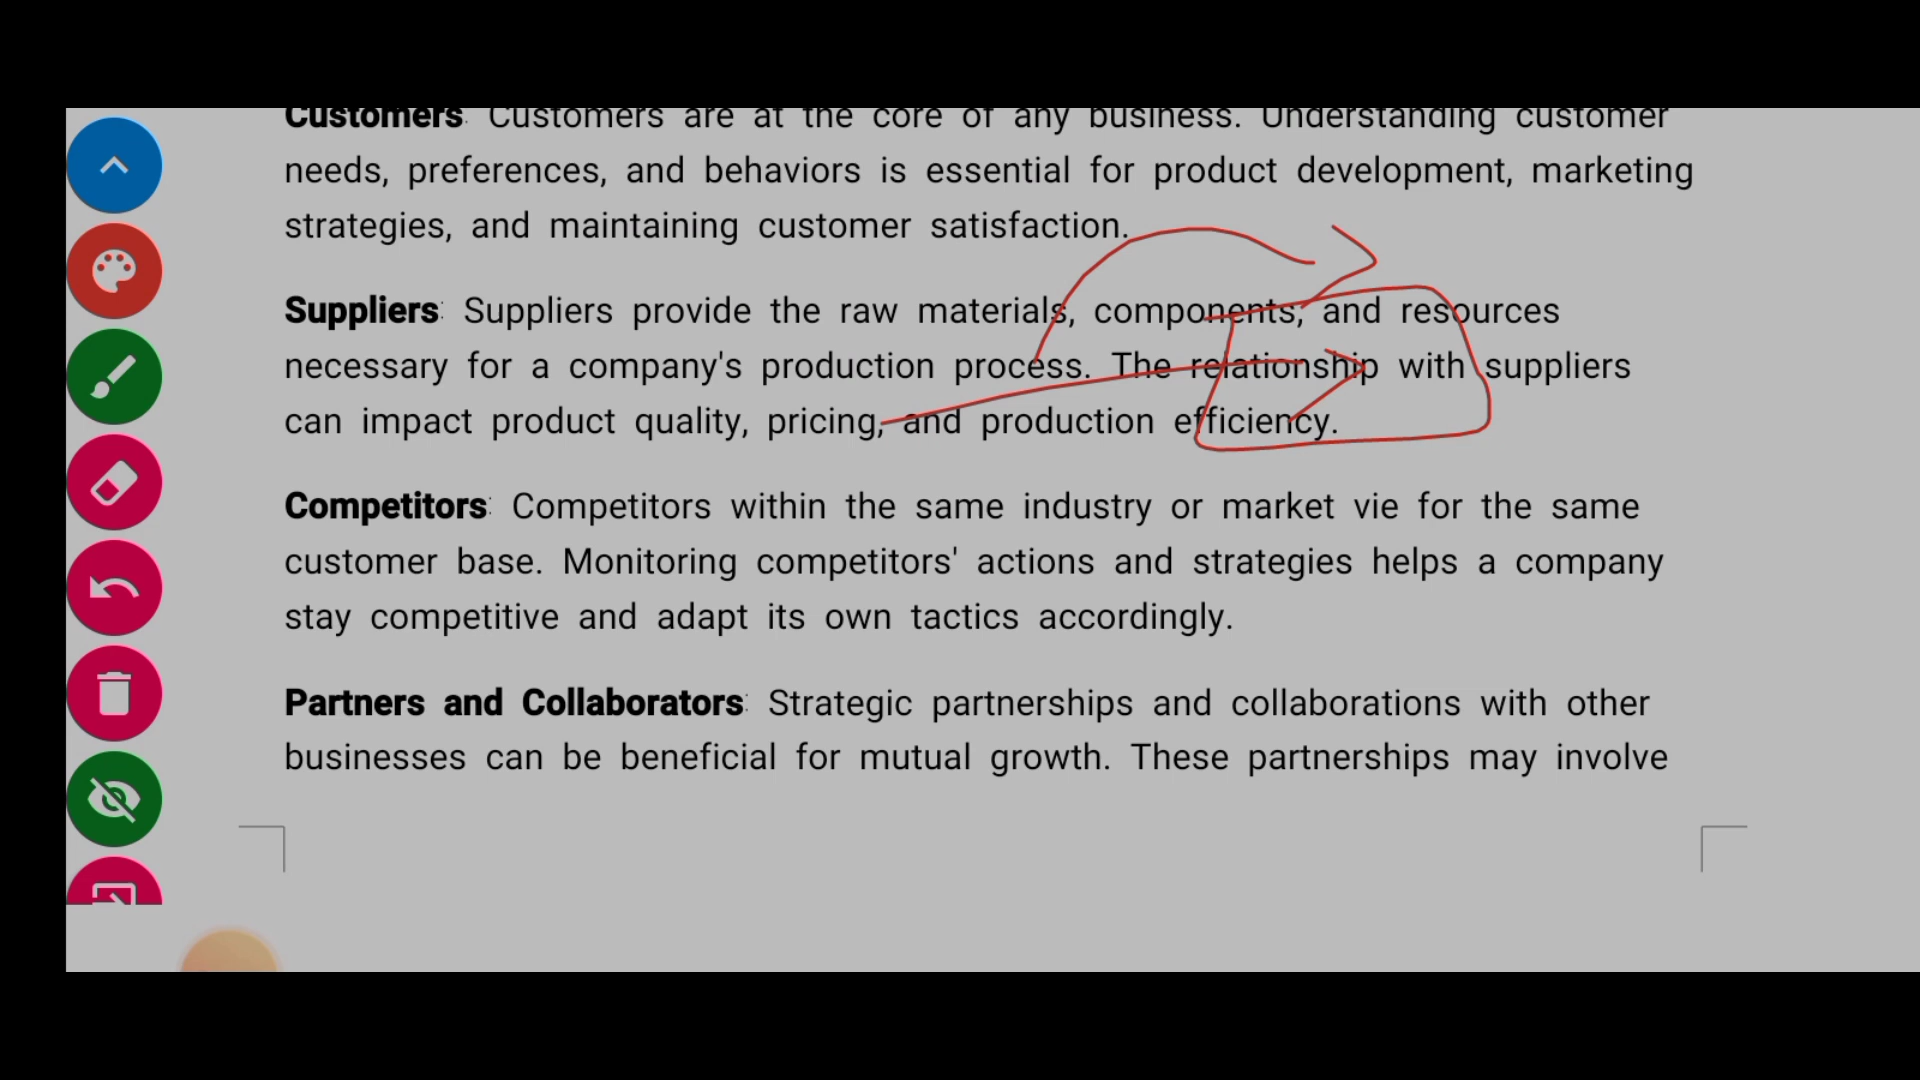 Customers: Customers are at the core of any business. Understanding customer
needs, preferences, and behaviors is essential for product development, marketing
strategies, and maintaining customer satisfaction.
Suppliers: Suppliers provide the raw materials, components, and resources
necessary for a company's production process. The relationship with suppliers
can impact product quality, pricing, and production efficiency.
Competitors: Competitors within the same industry or market vie for the same
customer base. Monitoring competitors' actions and strategies helps a company
stay competitive and adapt its own tactics accordingly.
Partners and Collaborators: Strategic partnerships and collaborations with other
businesses can be beneficial for mutual growth. These partnerships may involve